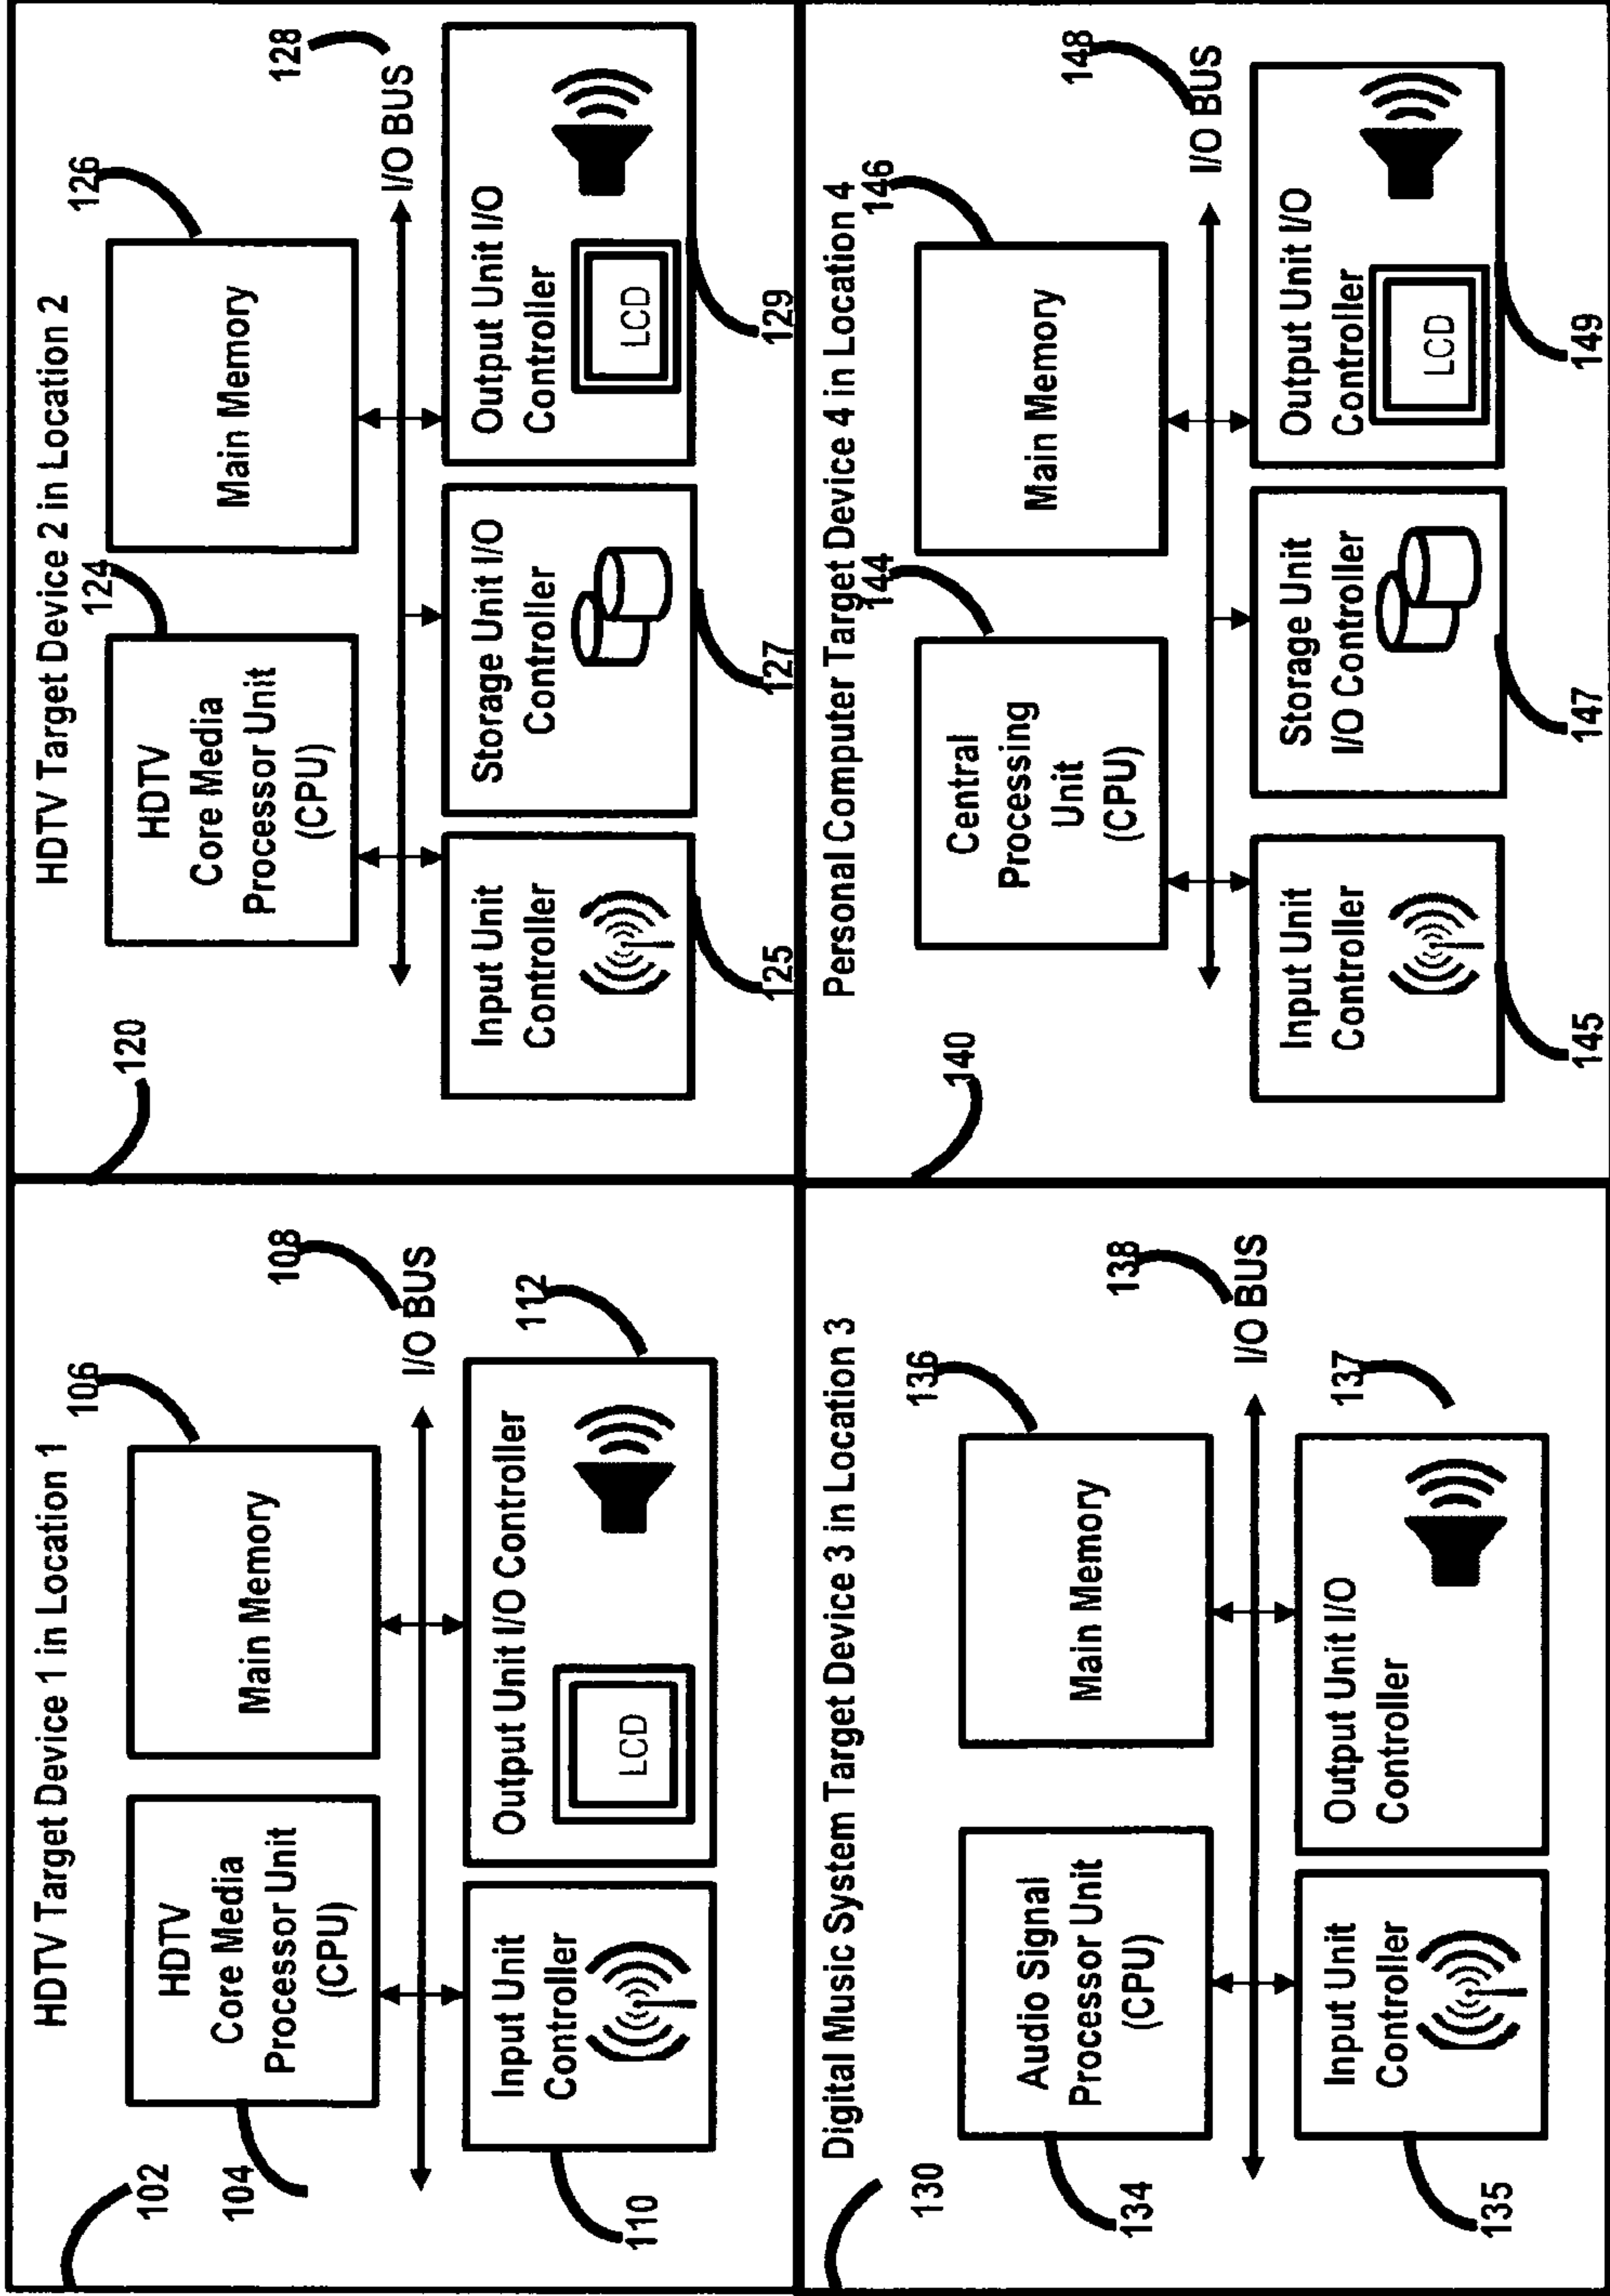 HDTV Target Device 1 in Location 1
102
104
HDTV
Core Media
Processor Unit
(CPU)
106
Main Memory
108
I/O BUS
110
Input Unit
Controller
112
Output Unit I/O Controller
LCD
HDTV Target Device 2 in Location 2
120
124
HDTV
Core Media
Processor Unit
(CPU)
126
Main Memory
128
I/O BUS
Input Unit
Controller
125
Storage Unit I/O
Controller
127
Output Unit I/O
Controller
LCD
129
Digital Music System Target Device 3 in Location 3
130
134
Audio Signal
Processor Unit
(CPU)
136
Main Memory
138
I/O BUS
135
Input Unit
Controller
137
Output Unit I/O
Controller
Personal Computer Target Device 4 in Location 4
140
144
Central
Processing
Unit
(CPU)
146
Main Memory
148
I/O BUS
Input Unit
Controller
145
Storage Unit
I/O Controller
147
Output Unit I/O
Controller
LCD
149